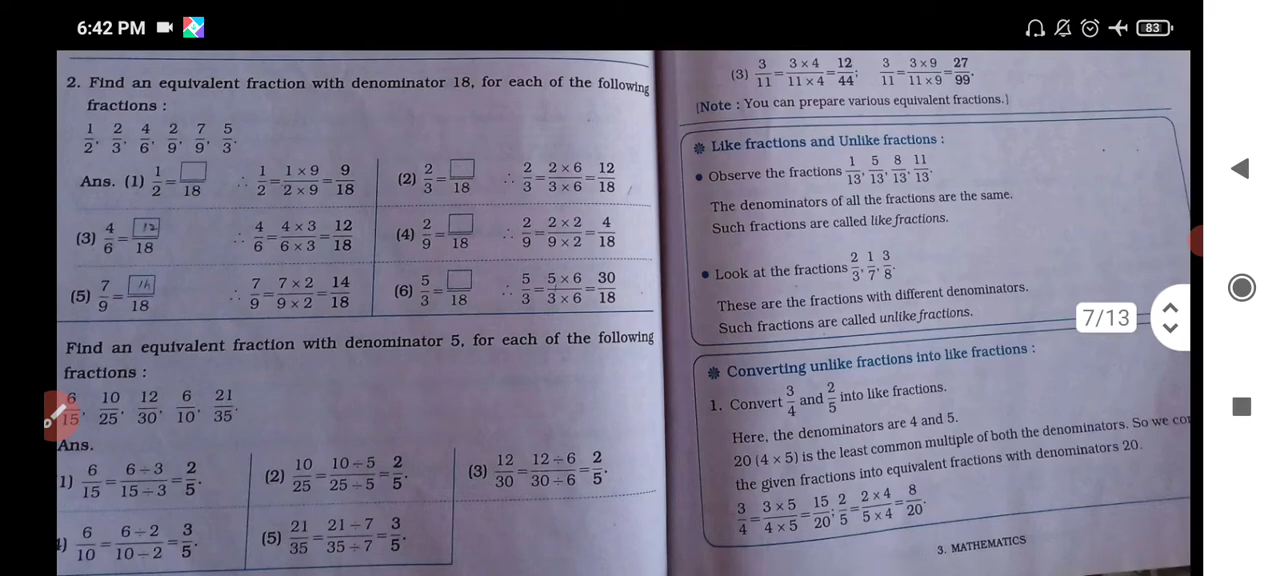 6:42 PM
83
2. Find an equivalent fraction with denominator 18, for each of the following
fractions :
1/2, 2/3, 4/6, 2/9, 7/9, 5/3.
Ans. (1) 1/2 = □/18 ∴ 1/2 = 1 × 9/2 × 9 = 9/18
(2) 2/3 = □/18 ∴ 2/3 = 2 × 6/3 × 6 = 12/18
(3) 4/6 = 12/18 ∴ 4/6 = 4 × 3/6 × 3 = 12/18
(4) 2/9 = □/18 ∴ 2/9 = 2 × 2/9 × 2 = 4/18
(5) 7/9 = 14/18 ∴ 7/9 = 7 × 2/9 × 2 = 14/18
(6) 5/3 = □/18 ∴ 5/3 = 5 × 6/3 × 6 = 30/18
Find an equivalent fraction with denominator 5, for each of the following
fractions :
6/15, 10/25, 12/30, 6/10, 21/35.
Ans.
1) 6/15 = 6 ÷ 3/15 ÷ 3 = 2/5.
(2) 10/25 = 10 ÷ 5/25 ÷ 5 = 2/5.
(3) 12/30 = 12 ÷ 6/30 ÷ 6 = 2/5.
) 6/10 = 6 ÷ 2/10 ÷ 2 = 3/5.
(5) 21/35 = 21 ÷ 7/35 ÷ 7 = 3/5.
(3) 3/11 = 3 × 4/11 × 4 = 12/44; 3/11 = 3 × 9/11 × 9 = 27/99.
[Note : You can prepare various equivalent fractions.]
Like fractions and Unlike fractions :
• Observe the fractions 1/13, 5/13, 8/13, 11/13.
The denominators of all the fractions are the same.
Such fractions are called like fractions.
• Look at the fractions 2/3, 1/7, 3/8.
These are the fractions with different denominators.
Such fractions are called unlike fractions.
7/13
Converting unlike fractions into like fractions :
1. Convert 3/4 and 2/5 into like fractions.
Here, the denominators are 4 and 5.
20 (4 × 5) is the least common multiple of both the denominators. So we con
the given fractions into equivalent fractions with denominators 20.
3/4 = 3 × 5/4 × 5 = 15/20; 2/5 = 2 × 4/5 × 4 = 8/20.
3. MATHEMATICS